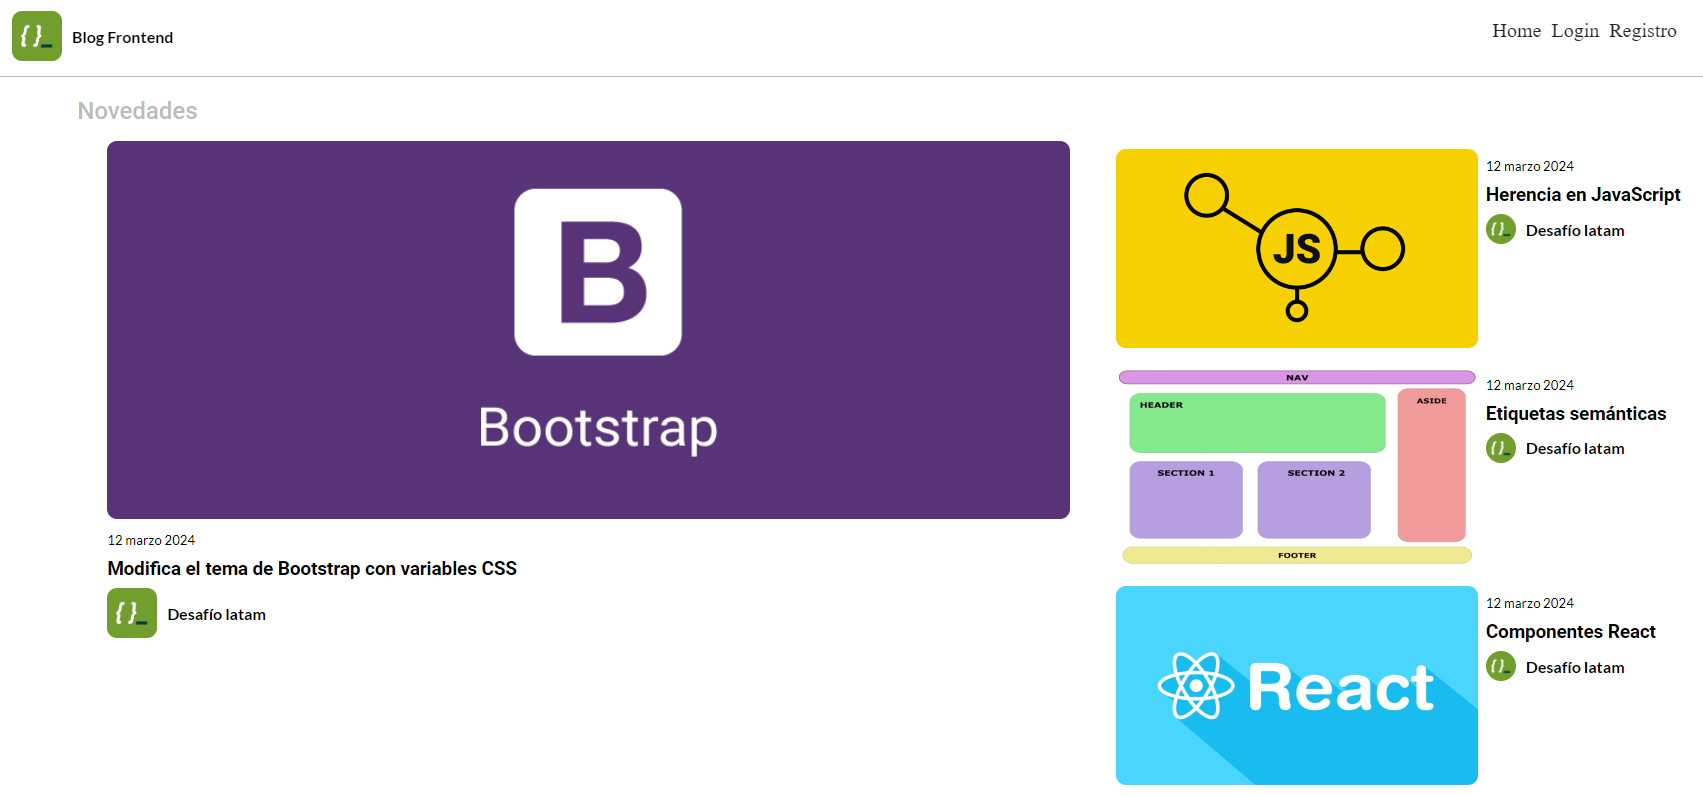 { }_ Blog Frontend
Home Login Registro
Novedades
B
Bootstrap
12 marzo 2024
Modifica el tema de Bootstrap con variables CSS
{ }_ Desafío latam
JS
12 marzo 2024
Herencia en JavaScript
{ }_ Desafío latam
NAV
HEADER
ASIDE
SECTION 1
SECTION 2
FOOTER
12 marzo 2024
Etiquetas semánticas
{ }_ Desafío latam
React
12 marzo 2024
Componentes React
{ }_ Desafío latam